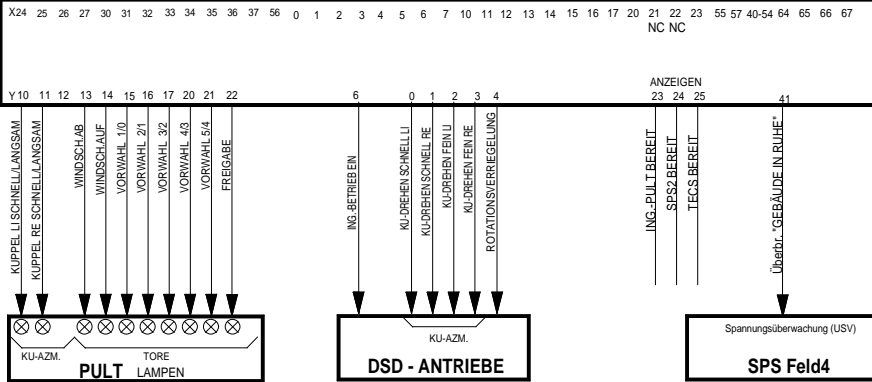 X24 25 26 27 30 31 32 33 34 35 36 37 56 0 1 2 3 4 5 6 7 10 11 12 13 14 15 16 17 20 21 22 23 55 57 40-54 64 65 66 67
NC NC
ANZEIGEN
Y10 11 12 13 14 15 16 17 20 21 22 6 0 1 2 3 4 23 24 25 41
KUPPEL LI SCHNELL/LANGSAM
KUPPEL RE SCHNELL/LANGSAM
WINDSCH.AB
WINDSCH.AUF
VORWAHL 1/0
VORWAHL 2/1
VORWAHL 3/2
VORWAHL 4/3
VORWAHL 5/4
FREIGABE
ING.-BETRIEB EIN
KU-DREHEN SCHNELL LI
KU-DREHEN SCHNELL RE
KU-DREHEN FEIN LI
KU-DREHEN FEIN RE
ROTATIONSVERRIEGELUNG
ING.-PULT BEREIT
SPS2 BEREIT
TECS BEREIT
Überbr. "GEBÄUDE IN RUHE"
KU-AZM. TORE
PULT LAMPEN
KU-AZM.
DSD - ANTRIEBE
Spannungsüberwachung (USV)
SPS Feld4